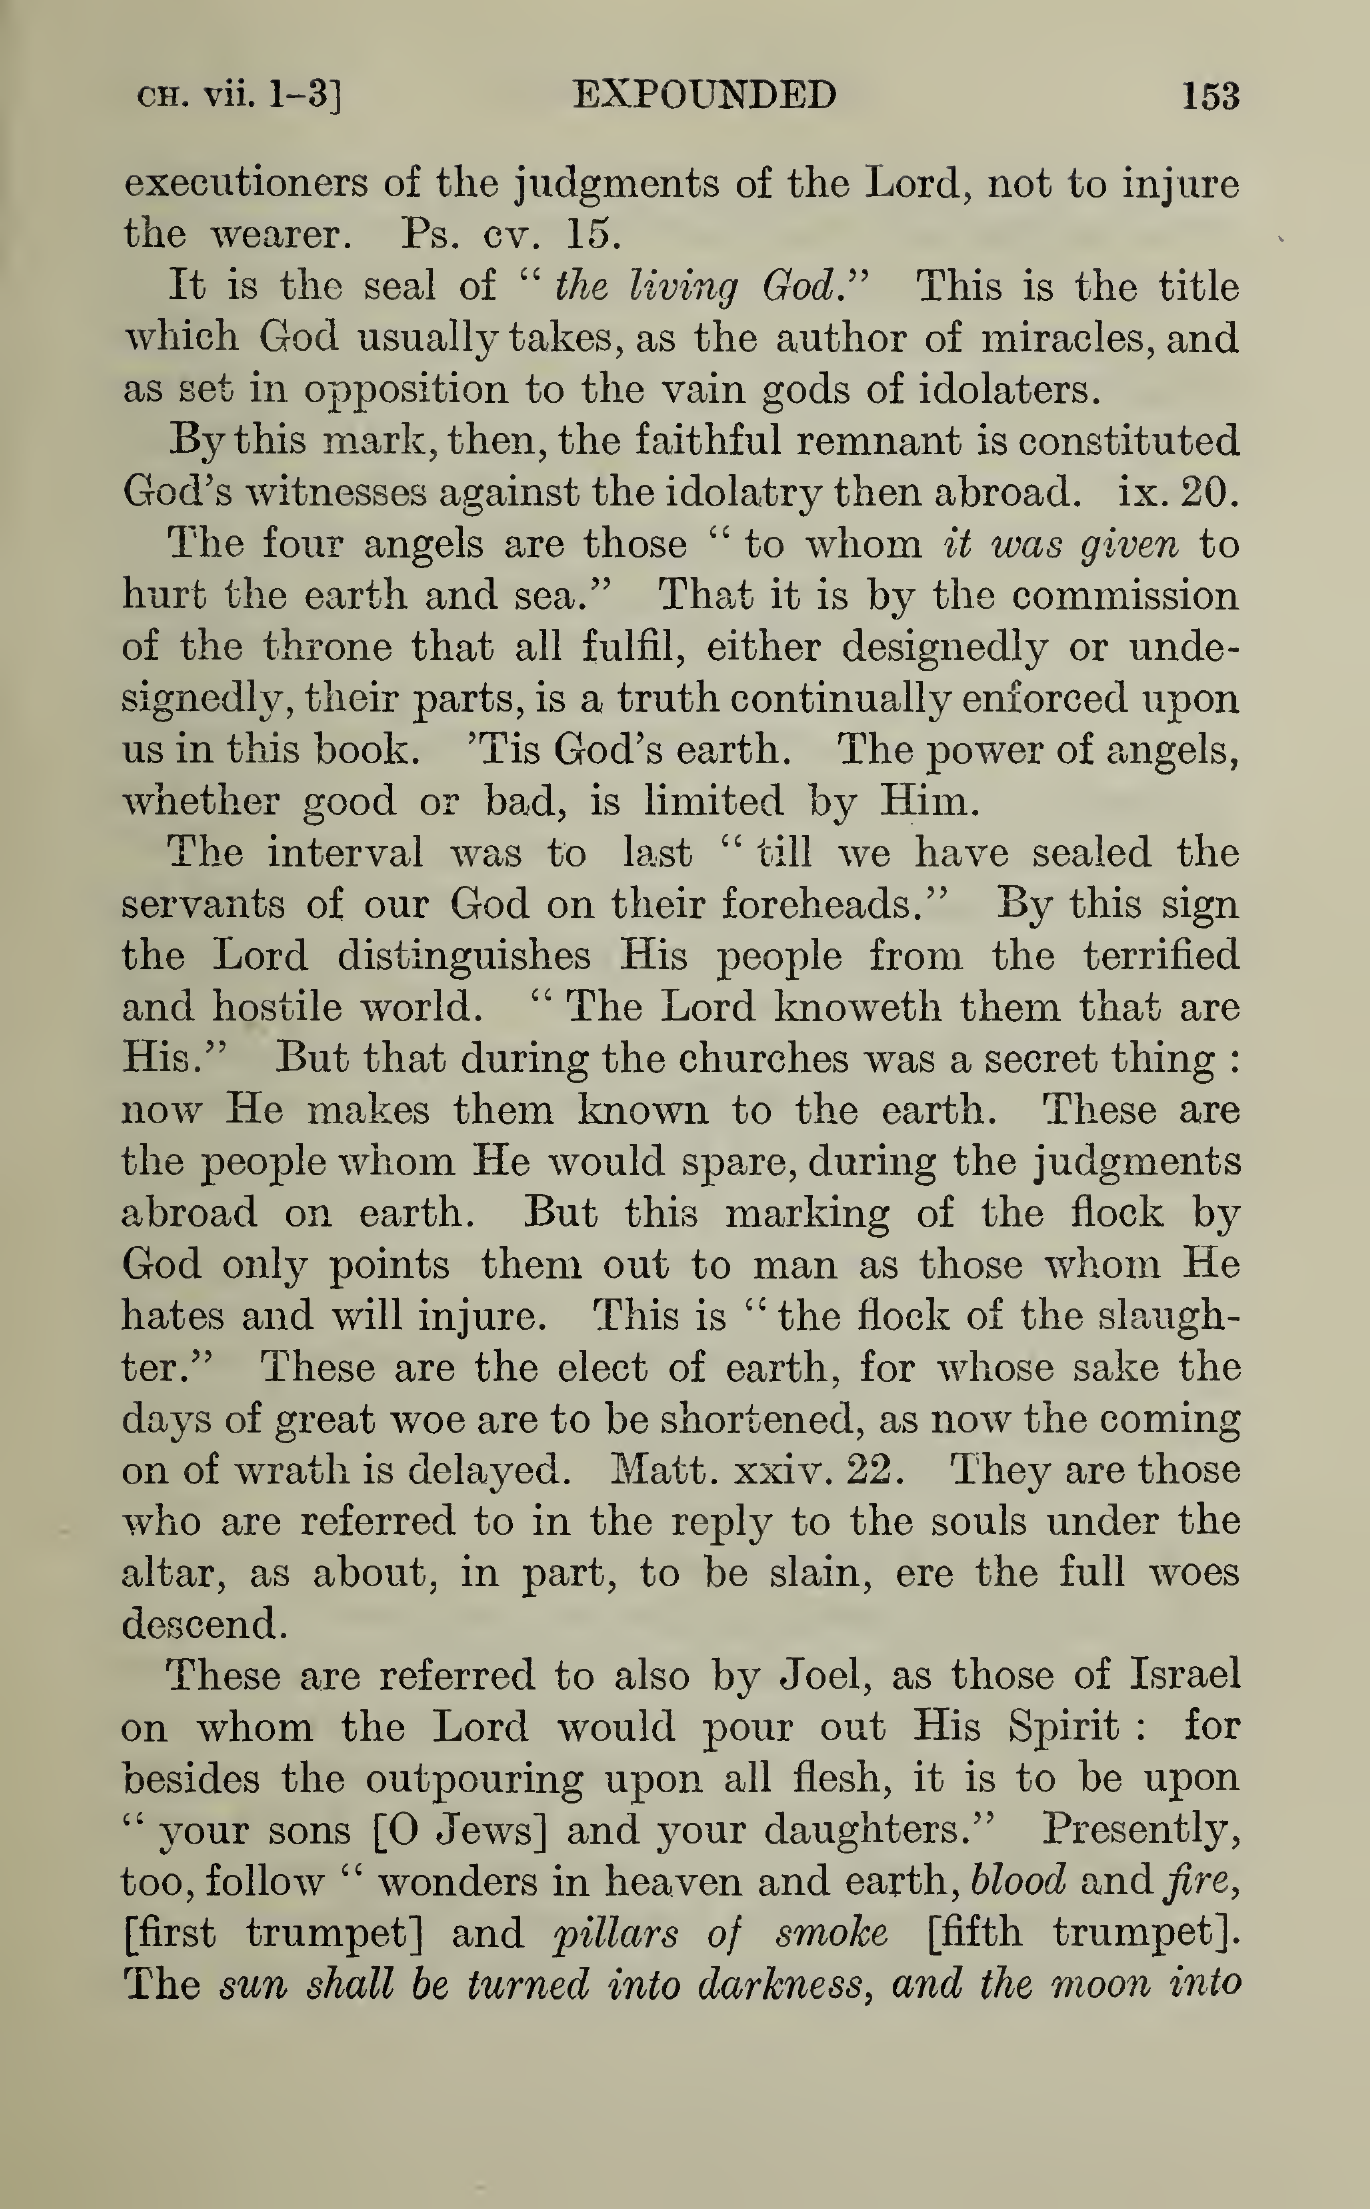 CH. vii. 1–3] EXPOUNDED 153
executioners of the judgments of the Lord, not to injure
the wearer. Ps. cv. 15.
It is the seal of “ the living God.” This is the title
which God usually takes, as the author of miracles, and
as set in opposition to the vain gods of idolaters.
By this mark, then, the faithful remnant is constituted
God’s witnesses against the idolatry then abroad. ix. 20.
The four angels are those “ to whom it was given to
hurt the earth and sea.” That it is by the commission
of the throne that all fulfil, either designedly or unde-
signedly, their parts, is a truth continually enforced upon
us in this book. ’Tis God’s earth. The power of angels,
whether good or bad, is limited by Him.
The interval was to last “ till we have sealed the
servants of our God on their foreheads.” By this sign
the Lord distinguishes His people from the terrified
and hostile world. “ The Lord knoweth them that are
His.” But that during the churches was a secret thing :
now He makes them known to the earth. These are
the people whom He would spare, during the judgments
abroad on earth. But this marking of the flock by
God only points them out to man as those whom He
hates and will injure. This is “ the flock of the slaugh-
ter.” These are the elect of earth, for whose sake the
days of great woe are to be shortened, as now the coming
on of wrath is delayed. Matt. xxiv. 22. They are those
who are referred to in the reply to the souls under the
altar, as about, in part, to be slain, ere the full woes
descend.
These are referred to also by Joel, as those of Israel
on whom the Lord would pour out His Spirit : for
besides the outpouring upon all flesh, it is to be upon
“ your sons [O Jews] and your daughters.” Presently,
too, follow “ wonders in heaven and earth, blood and fire,
[first trumpet] and pillars of smoke [fifth trumpet].
The sun shall be turned into darkness, and the moon into